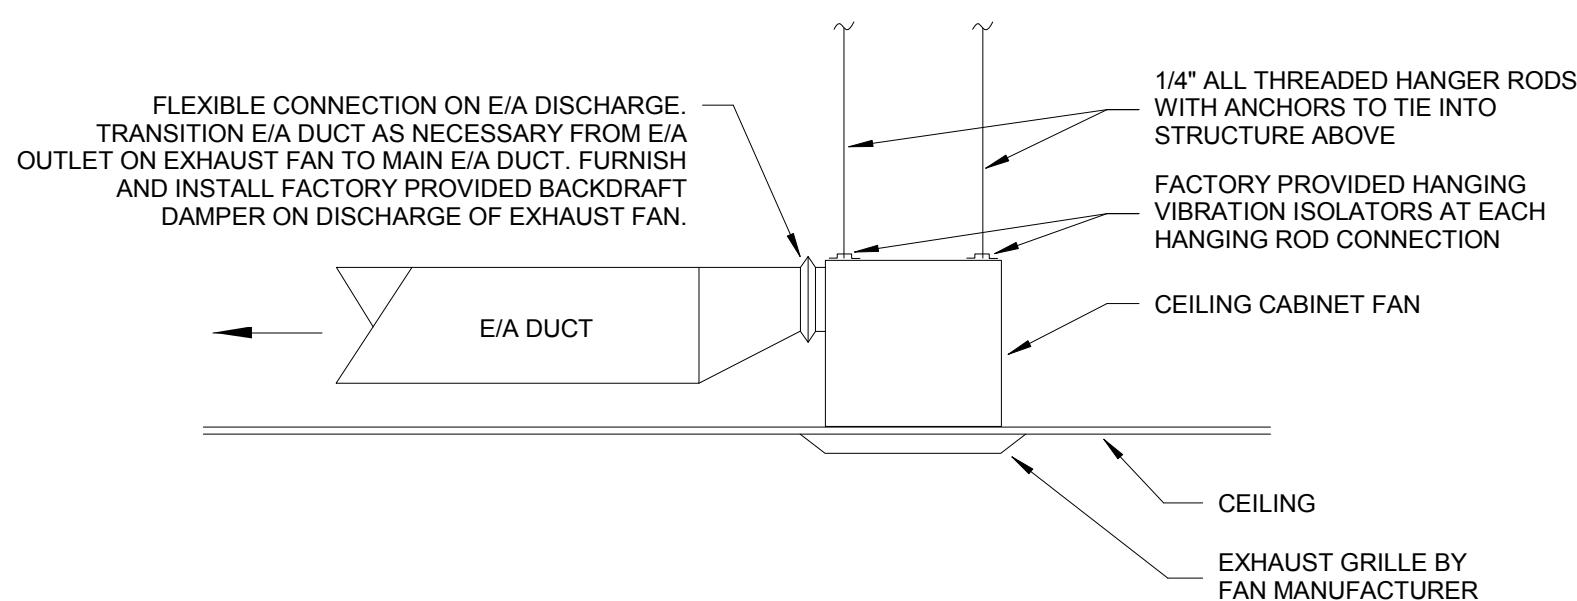 FLEXIBLE CONNECTION ON E/A DISCHARGE.
TRANSITION E/A DUCT AS NECESSARY FROM E/A
OUTLET ON EXHAUST FAN TO MAIN E/A DUCT. FURNISH
AND INSTALL FACTORY PROVIDED BACKDRAFT
DAMPER ON DISCHARGE OF EXHAUST FAN.
1/4" ALL THREADED HANGER RODS
WITH ANCHORS TO TIE INTO
STRUCTURE ABOVE
FACTORY PROVIDED HANGING
VIBRATION ISOLATORS AT EACH
HANGING ROD CONNECTION
CEILING CABINET FAN
E/A DUCT
CEILING
EXHAUST GRILLE BY
FAN MANUFACTURER